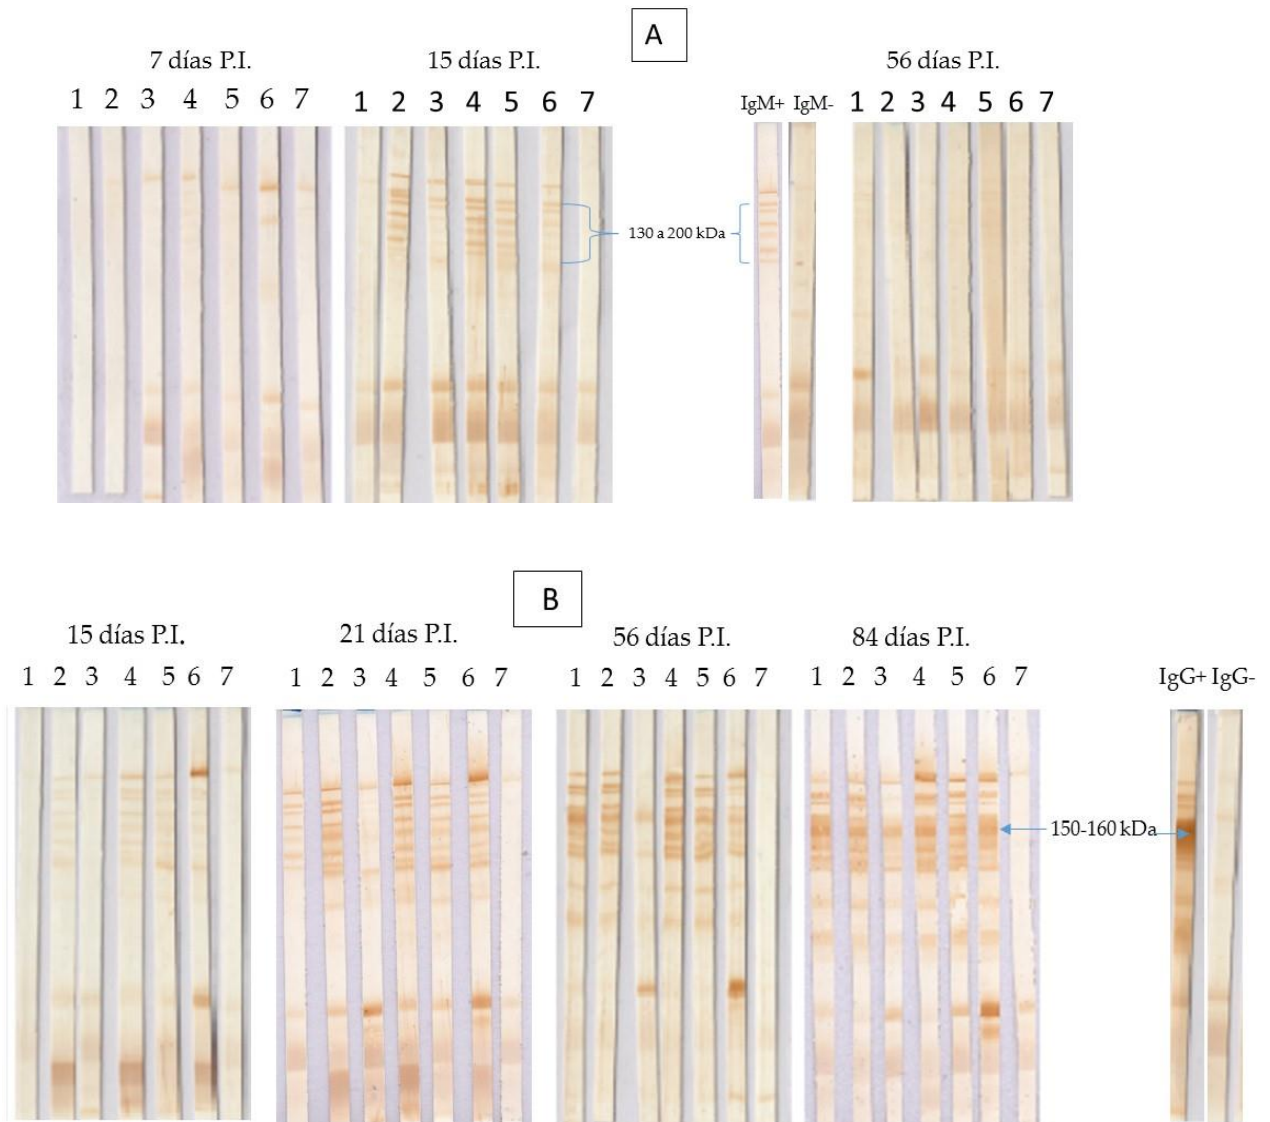 A
7 días P.I.
15 días P.I.
56 días P.I.
1 2 3 4 5 6 7
1 2 3 4 5 6 7
IgM+ IgM-
1 2 3 4 5 6 7
130 a 200 kDa
B
15 días P.I.
21 días P.I.
56 días P.I.
84 días P.I.
1 2 3 4 5 6 7
1 2 3 4 5 6 7
1 2 3 4 5 6 7
1 2 3 4 5 6 7
IgG+ IgG-
150-160 kDa